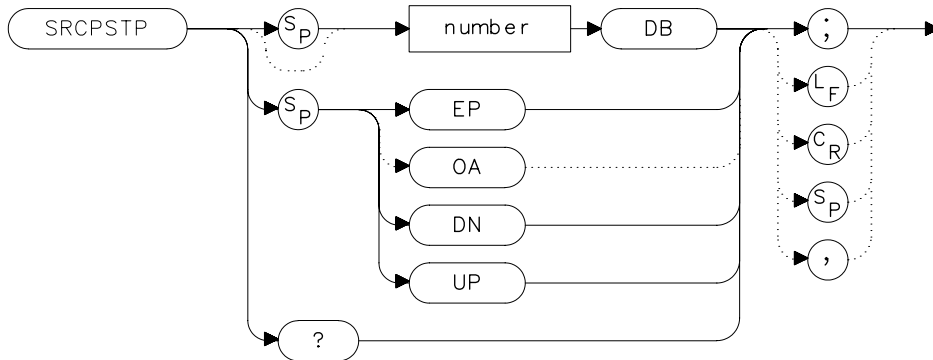 SRCPSTP SP number DB ;
LF
SP EP
CR
OA
SP
DN
,
UP
?